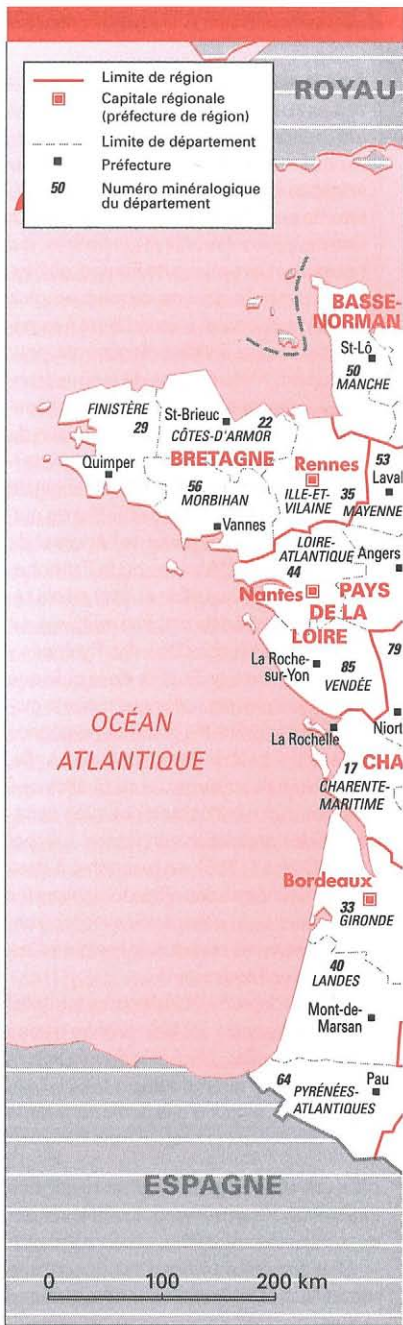 Limite de région
Capitale régionale
(préfecture de région)
Limite de département
Préfecture
50 Numéro minéralogique
du département
ROYAU
BASSE-
NORMAN
St-Lô
50
MANCHE
FINISTÈRE
29
St-Brieuc
22
CÔTES-D'ARMOR
Quimper
BRETAGNE
56
MORBIHAN
Vannes
Rennes
ILLE-ET-
VILAINE
35
53
Laval
MAYENNE
LOIRE-
ATLANTIQUE
44
Angers
Nantes
PAYS
DE LA
LOIRE
La Roche-
sur-Yon
85
VENDÉE
79
Niort
La Rochelle
OCÉAN
ATLANTIQUE
CHA
17
CHARENTE-
MARITIME
Bordeaux
33
GIRONDE
40
LANDES
Mont-de-
Marsan
64
PYRÉNÉES-
ATLANTIQUES
Pau
ESPAGNE
0 100 200 km